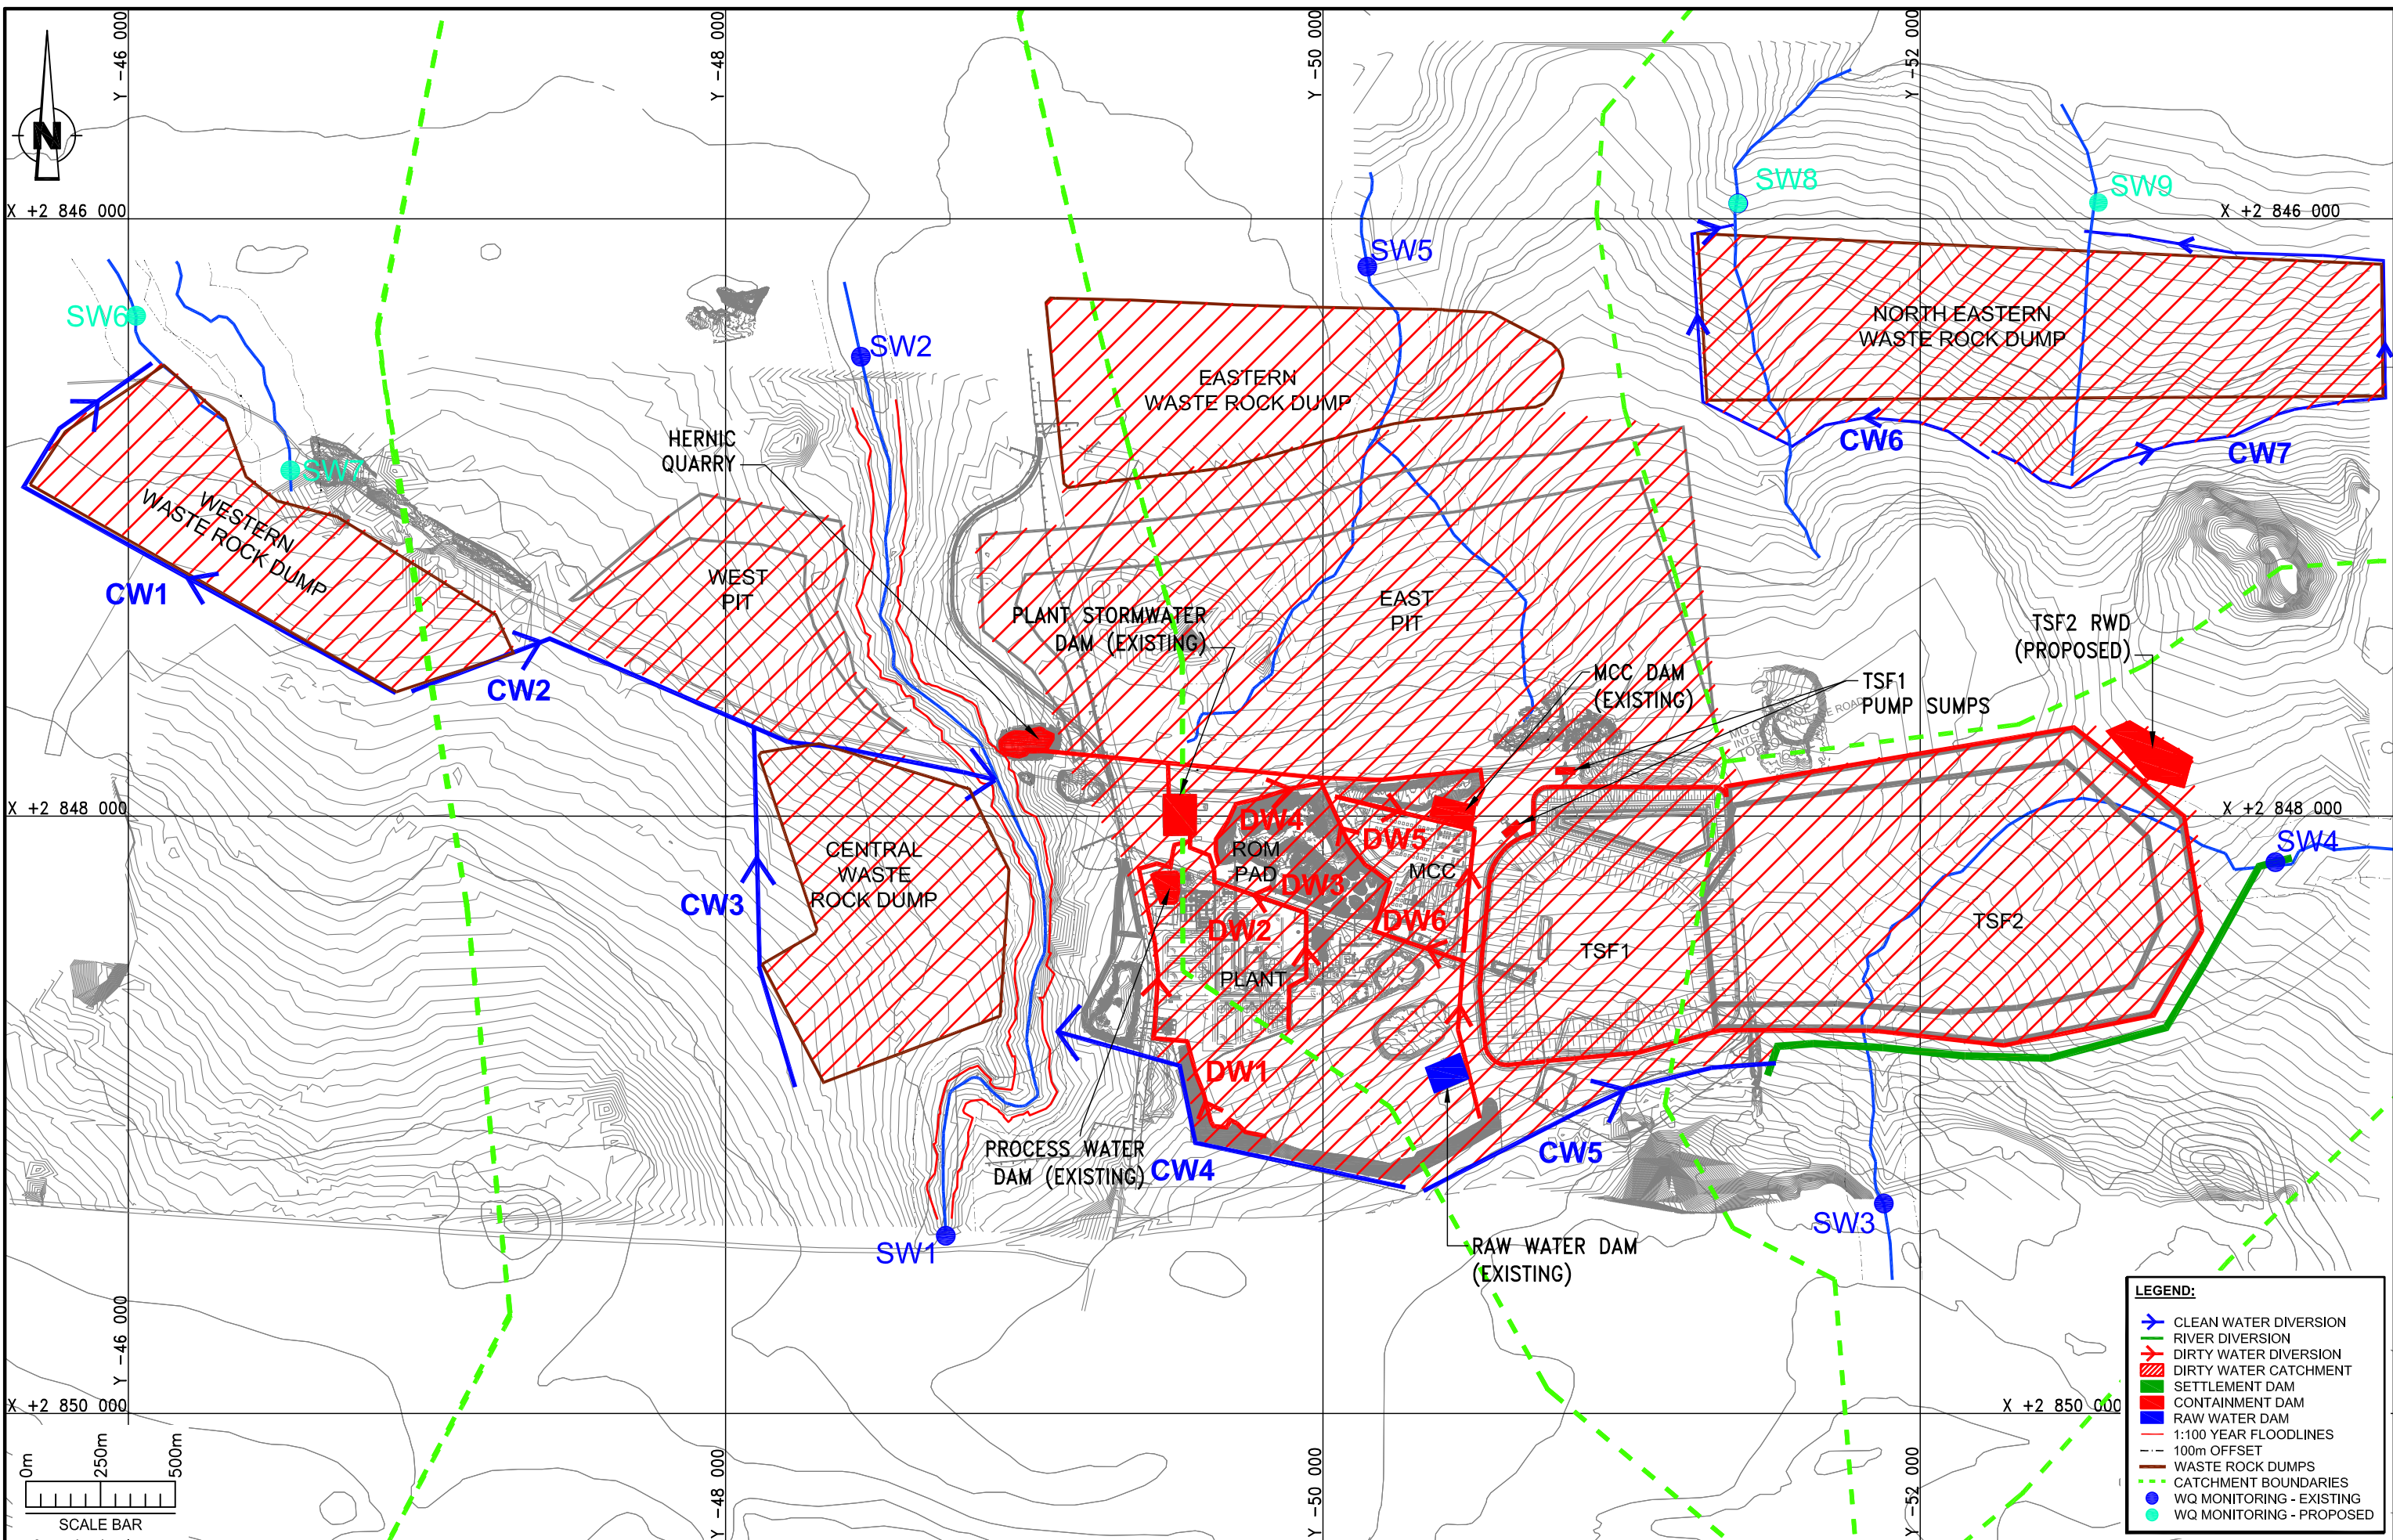 Y -46 000
Y -48 000
Y -50 000
Y -52 000
N
SW8
SW9
X +2 846 000
X +2 846 000
SW5
SW6
SW2
NORTH EASTERN
WASTE ROCK DUMP
EASTERN
WASTE ROCK DUMP
HERNIC
QUARRY
CW6
CW7
SW7
WESTERN
WASTE ROCK DUMP
CW1
WEST
PIT
EAST
PIT
PLANT STORMWATER
DAM (EXISTING)
TSF2 RWD
(PROPOSED)
CW2
MCC DAM
(EXISTING)
TSF1
PUMP SUMPS
X +2 848 000
X +2 848 000
DW4
DW5
SW4
CENTRAL
WASTE
ROCK DUMP
ROM
PAD
MCC
DW3
CW3
DW2
DW6
TSF2
TSF1
PLANT
DW1
PROCESS WATER
DAM (EXISTING)
CW4
CW5
SW3
SW1
RAW WATER DAM
(EXISTING)
Y -46 000
X +2 850 000
X +2 850 000
Y -48 000
Y -50 000
Y -52 000
0m
250m
500m
SCALE BAR
LEGEND:
CLEAN WATER DIVERSION
RIVER DIVERSION
DIRTY WATER DIVERSION
DIRTY WATER CATCHMENT
SETTLEMENT DAM
CONTAINMENT DAM
RAW WATER DAM
1:100 YEAR FLOODLINES
100m OFFSET
WASTE ROCK DUMPS
CATCHMENT BOUNDARIES
WQ MONITORING - EXISTING
WQ MONITORING - PROPOSED